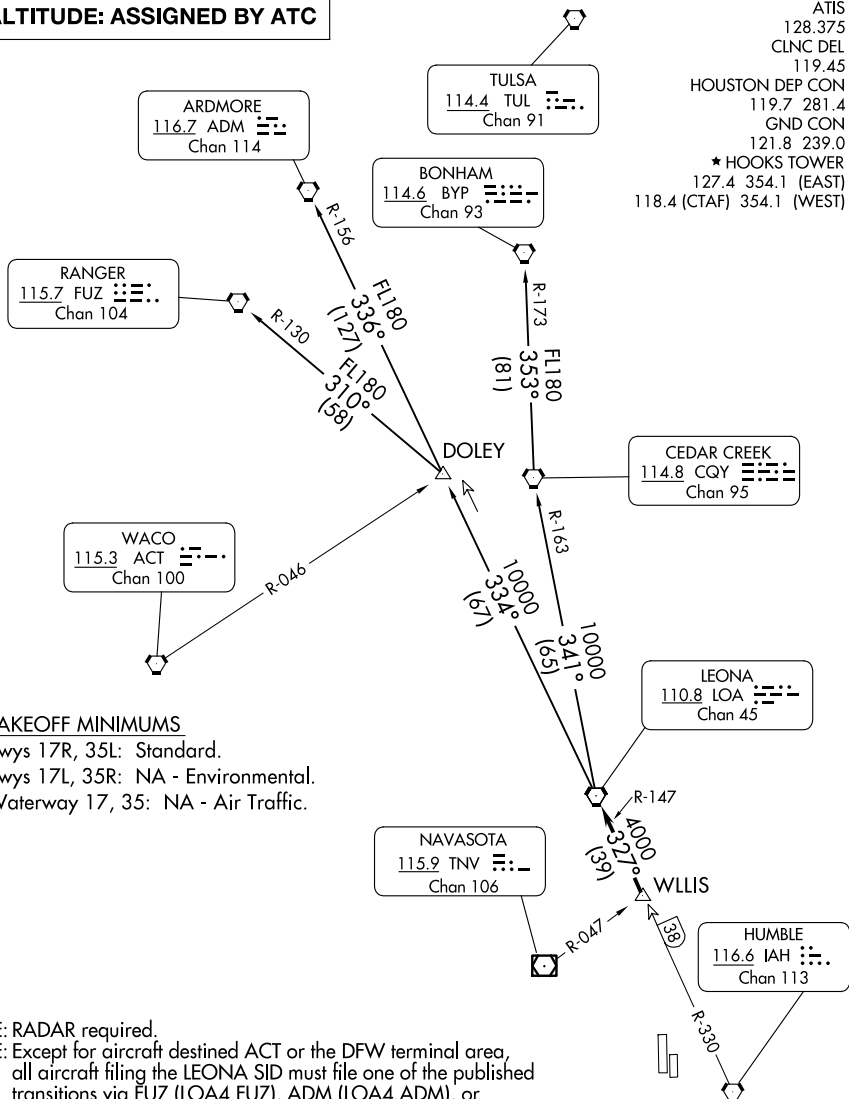 ALTITUDE: ASSIGNED BY ATC
ATIS
128.375
CLNC DEL
119.45
HOUSTON DEP CON
119.7 281.4
GND CON
121.8 239.0
★ HOOKS TOWER
127.4 354.1 (EAST)
118.4 (CTAF) 354.1 (WEST)
TULSA
114.4 TUL
Chan 91
ARDMORE
116.7 ADM
Chan 114
BONHAM
114.6 BYP
Chan 93
RANGER
115.7 FUZ
Chan 104
R-156
R-130
R-173
FL180
336°
(127)
FL180
310°
(58)
FL180
353°
(81)
DOLEY
CEDAR CREEK
114.8 CQY
Chan 95
WACO
115.3 ACT
Chan 100
R-046
R-163
10000
334°
(67)
10000
341°
(65)
LEONA
110.8 LOA
Chan 45
TAKEOFF MINIMUMS
Rwys 17R, 35L: Standard.
Rwys 17L, 35R: NA - Environmental.
Waterway 17, 35: NA - Air Traffic.
R-147
4000
327°
(39)
WLLIS
NAVASOTA
115.9 TNV
Chan 106
R-047
38
HUMBLE
116.6 IAH
Chan 113
R-330
E: RADAR required.
E: Except for aircraft destined ACT or the DFW terminal area,
all aircraft filing the LEONA SID must file one of the published
transitions via FUZ (LOA4.FUZ), ADM (LOA4.ADM), or